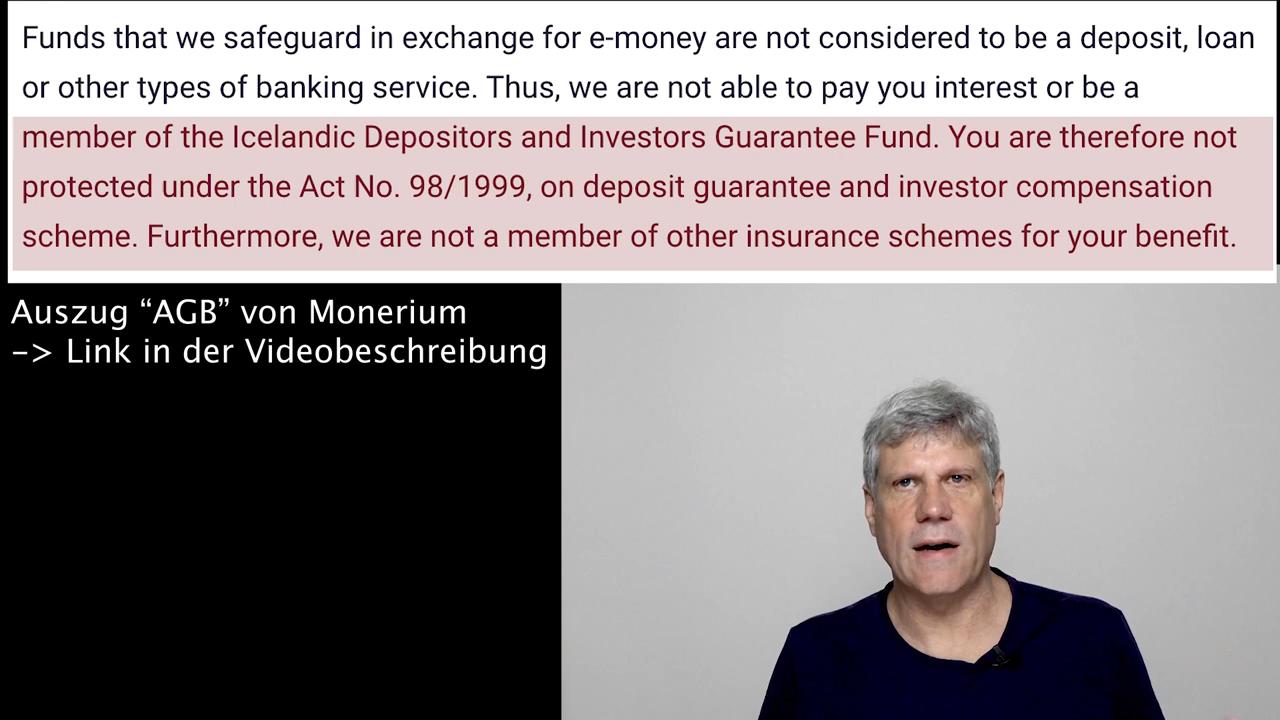 Funds that we safeguard in exchange for e-money are not considered to be a deposit, loan
or other types of banking service. Thus, we are not able to pay you interest or be a
member of the Icelandic Depositors and Investors Guarantee Fund. You are therefore not
protected under the Act No. 98/1999, on deposit guarantee and investor compensation
scheme. Furthermore, we are not a member of other insurance schemes for your benefit.
Auszug “AGB” von Monerium
–> Link in der Videobeschreibung